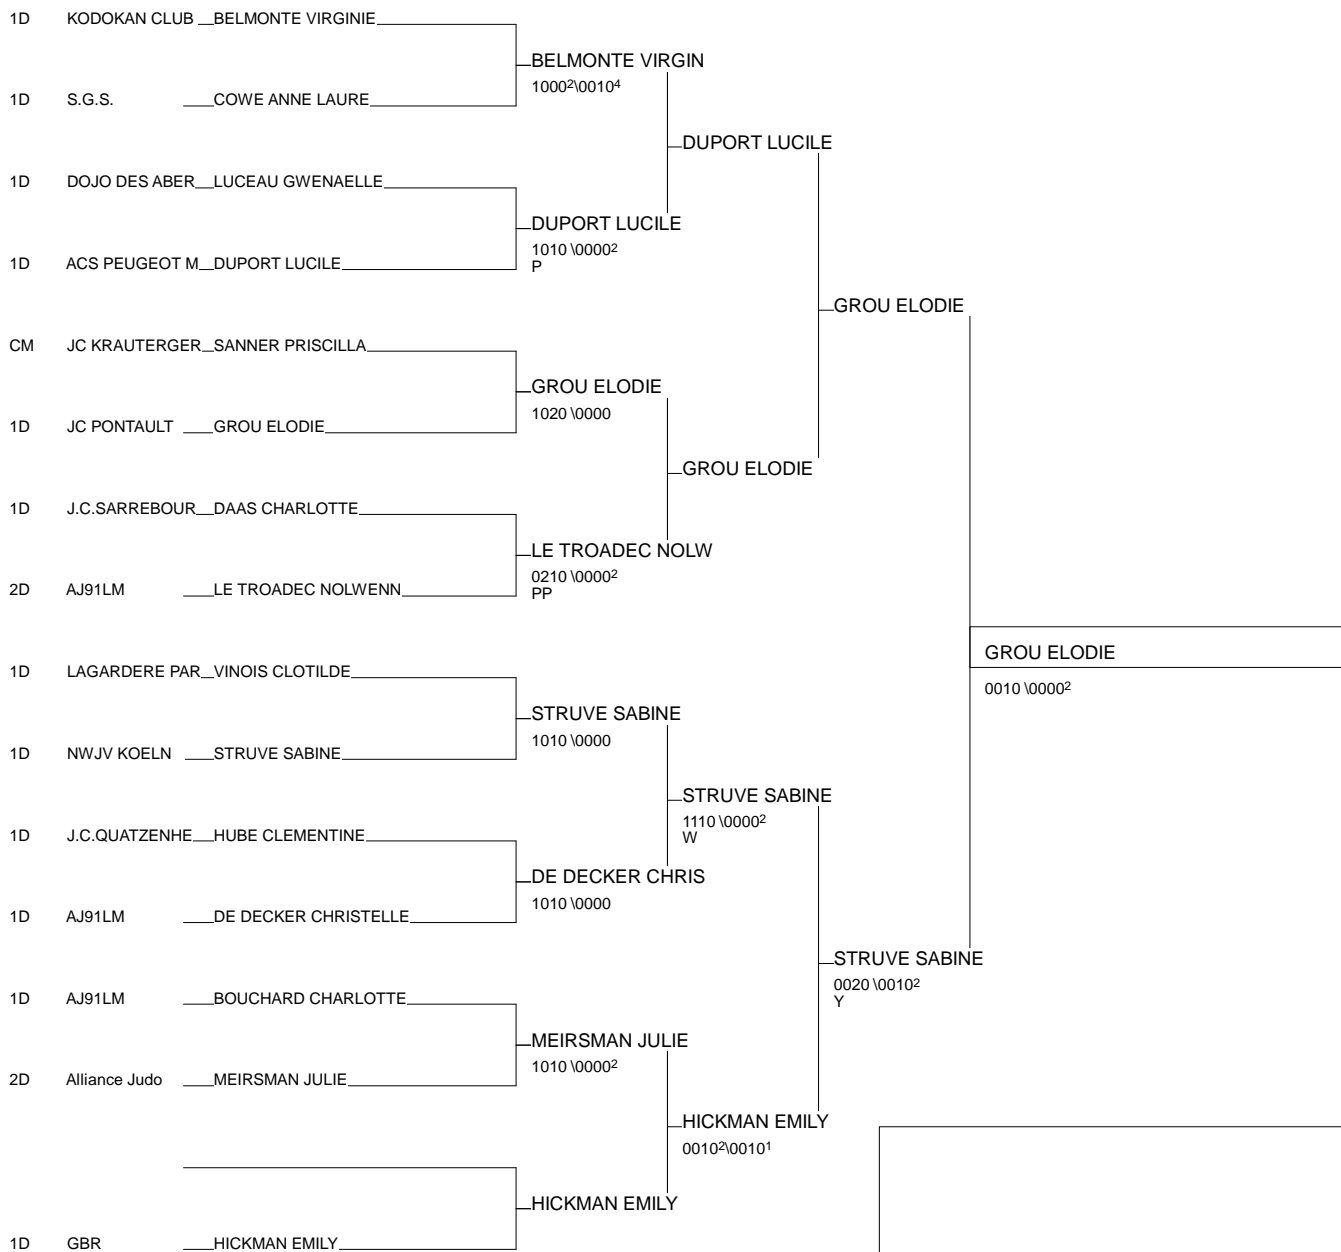 1D KODOKAN CLUB BELMONTE VIRGINIE
BELMONTE VIRGIN
1000²\0010⁴
1D S.G.S. COWE ANNE LAURE
DUPORT LUCILE
1D DOJO DES ABER LUCEAU GWENAELLE
DUPORT LUCILE
1010 \0000²
P
1D ACS PEUGEOT M DUPORT LUCILE
GROU ELODIE
CM JC KRAUTERGER SANNER PRISCILLA
GROU ELODIE
1020 \0000
1D JC PONTAULT GROU ELODIE
GROU ELODIE
1D J.C.SARREBOUR DAAS CHARLOTTE
LE TROADEC NOLW
0210 \0000²
PP
2D AJ91LM LE TROADEC NOLWENN
GROU ELODIE
0010 \0000²
1D LAGARDERE PAR VINOIS CLOTILDE
STRUVE SABINE
1010 \0000
1D NWJV KOELN STRUVE SABINE
STRUVE SABINE
1110 \0000²
W
1D J.C.QUATZENHE HUBE CLEMENTINE
DE DECKER CHRIS
1010 \0000
1D AJ91LM DE DECKER CHRISTELLE
STRUVE SABINE
0020 \0010²
Y
1D AJ91LM BOUCHARD CHARLOTTE
MEIRSMAN JULIE
1010 \0000²
2D Alliance Judo MEIRSMAN JULIE
HICKMAN EMILY
0010²\0010¹
HICKMAN EMILY
1D GBR HICKMAN EMILY